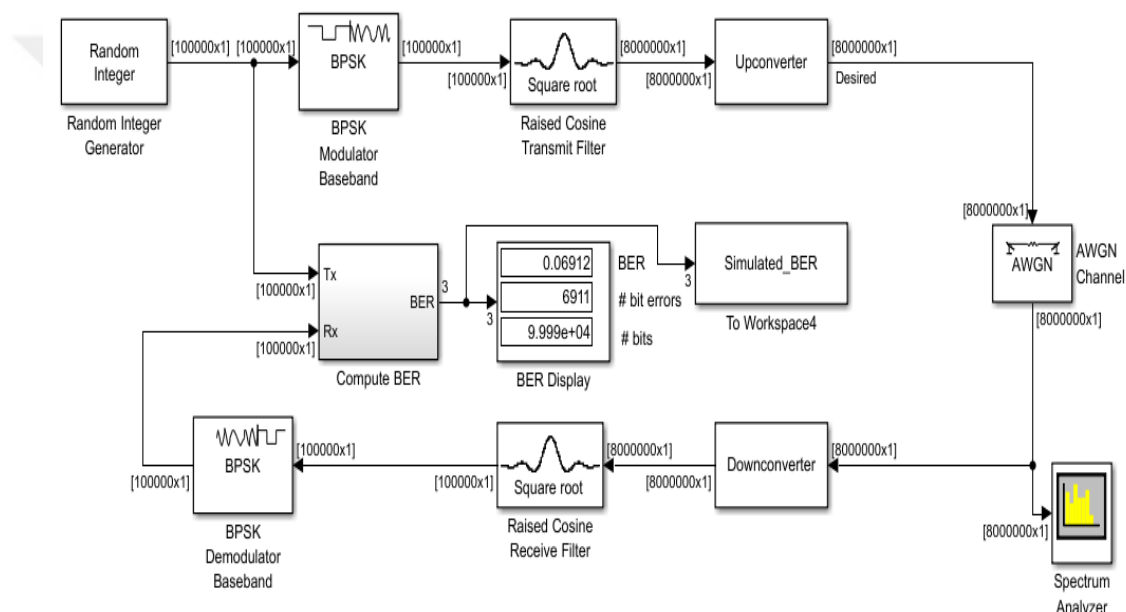 Random
Integer
Random Integer
Generator
[100000x1]
[100000x1]
BPSK
BPSK
Modulator
Baseband
[100000x1]
[100000x1]
Square root
Raised Cosine
Transmit Filter
[8000000x1]
[8000000x1]
Upconverter
[8000000x1]
Desired
[8000000x1]
AWGN
AWGN
Channel
[8000000x1]
Tx
[100000x1]
Rx
[100000x1]
BER
3
Compute BER
3
0.06912
BER
6911
# bit errors
9.999e+04
# bits
BER Display
3
Simulated_BER
To Workspace4
BPSK
[100000x1]
[100000x1]
BPSK
Demodulator
Baseband
Square root
[8000000x1]
[100000x1]
Raised Cosine
Receive Filter
Downconverter
[8000000x1]
[8000000x1]
[8000000x1]
Spectrum
Analyzer